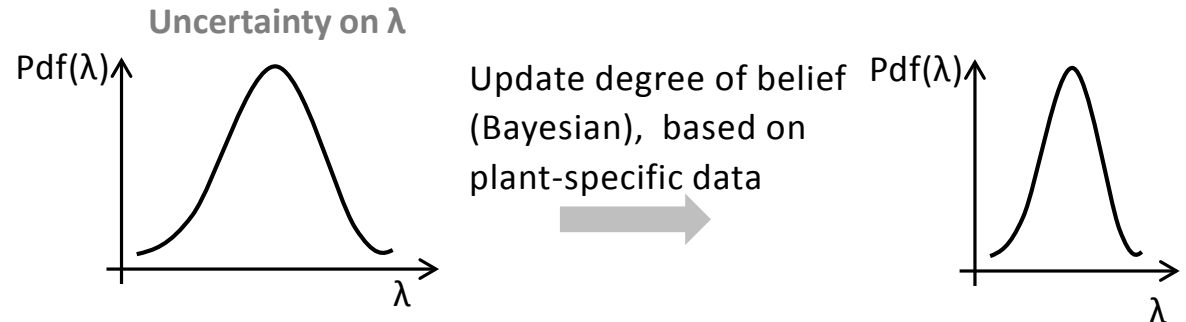 Uncertainty on λ
Pdf(λ)
Update degree of belief
(Bayesian), based on
plant-specific data
Pdf(λ)
λ
λ